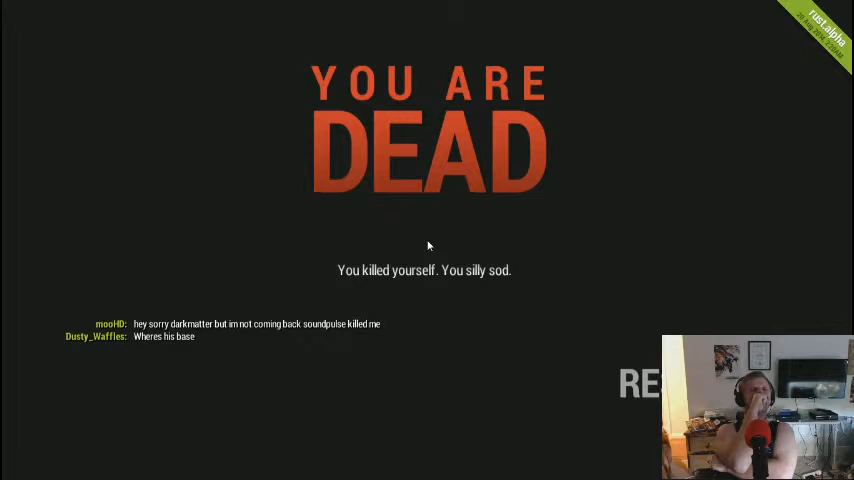 rust.alpha
YOU ARE
DEAD
You killed yourself. You silly sod.
mooHD: hey sorry darkmatter but im not coming back soundpulse killed me
Dusty_Waffles: Wheres his base